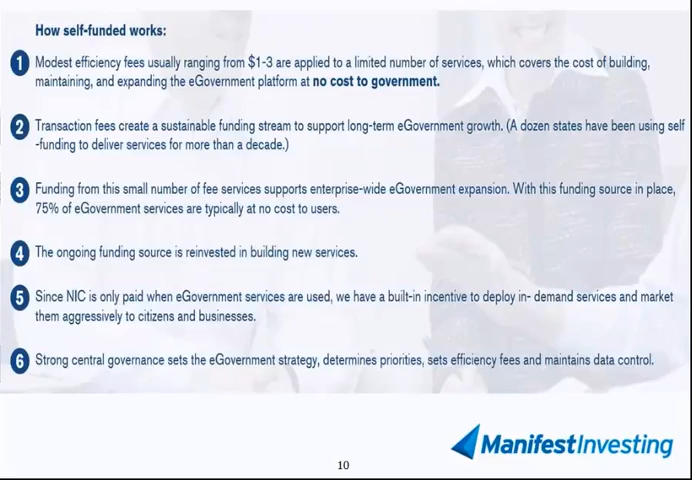 How self-funded works:
1 Modest efficiency fees usually ranging from $1-3 are applied to a limited number of services, which covers the cost of building,
maintaining, and expanding the eGovernment platform at no cost to government.
2 Transaction fees create a sustainable funding stream to support long-term eGovernment growth. (A dozen states have been using self
-funding to deliver services for more than a decade.)
3 Funding from this small number of fee services supports enterprise-wide eGovernment expansion. With this funding source in place,
75% of eGovernment services are typically at no cost to users.
4 The ongoing funding source is reinvested in building new services.
5 Since NIC is only paid when eGovernment services are used, we have a built-in incentive to deploy in- demand services and market
them aggressively to citizens and businesses.
6 Strong central governance sets the eGovernment strategy, determines priorities, sets efficiency fees and maintains data control.
ManifestInvesting
10